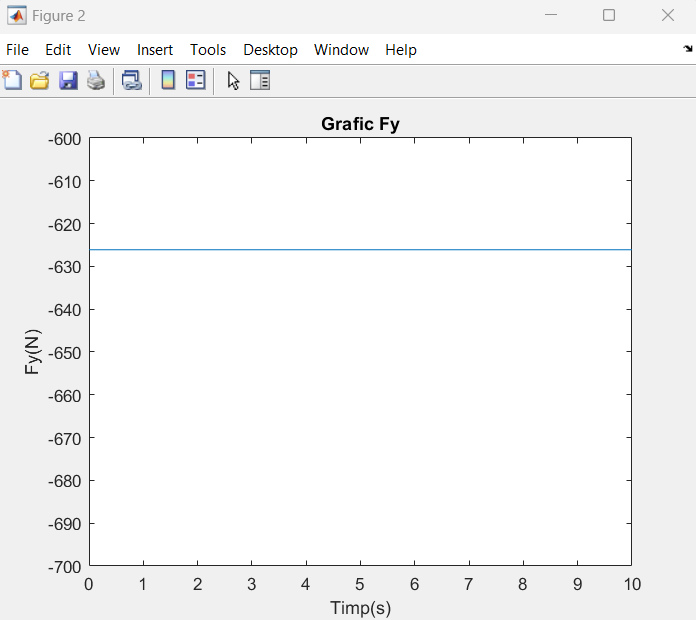 Figure 2
File Edit View Insert Tools Desktop Window Help
Grafic Fy
-600
-610
-620
-630
-640
-650
-660
-670
-680
-690
-700
Fy(N)
0 1 2 3 4 5 6 7 8 9 10
Timp(s)